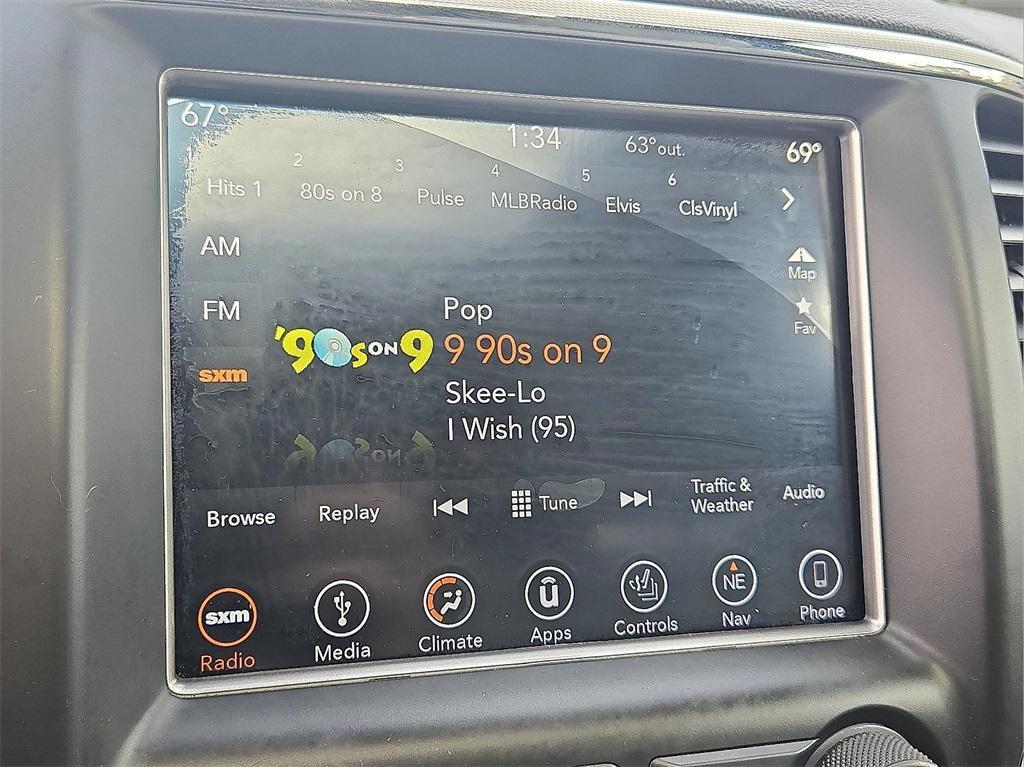 67° 1:34 63° out. 69°
2 3 4 5 6
Hits 1 80s on 8 Pulse MLBRadio Elvis ClsVinyl
AM
Map
FM
Fav
Pop
'90s ON 9 9 90s on 9
sxm
Skee-Lo
I Wish (95)
Browse Replay Tune Traffic & Weather Audio
sxm û NE
Radio Media Climate Apps Controls Nav Phone